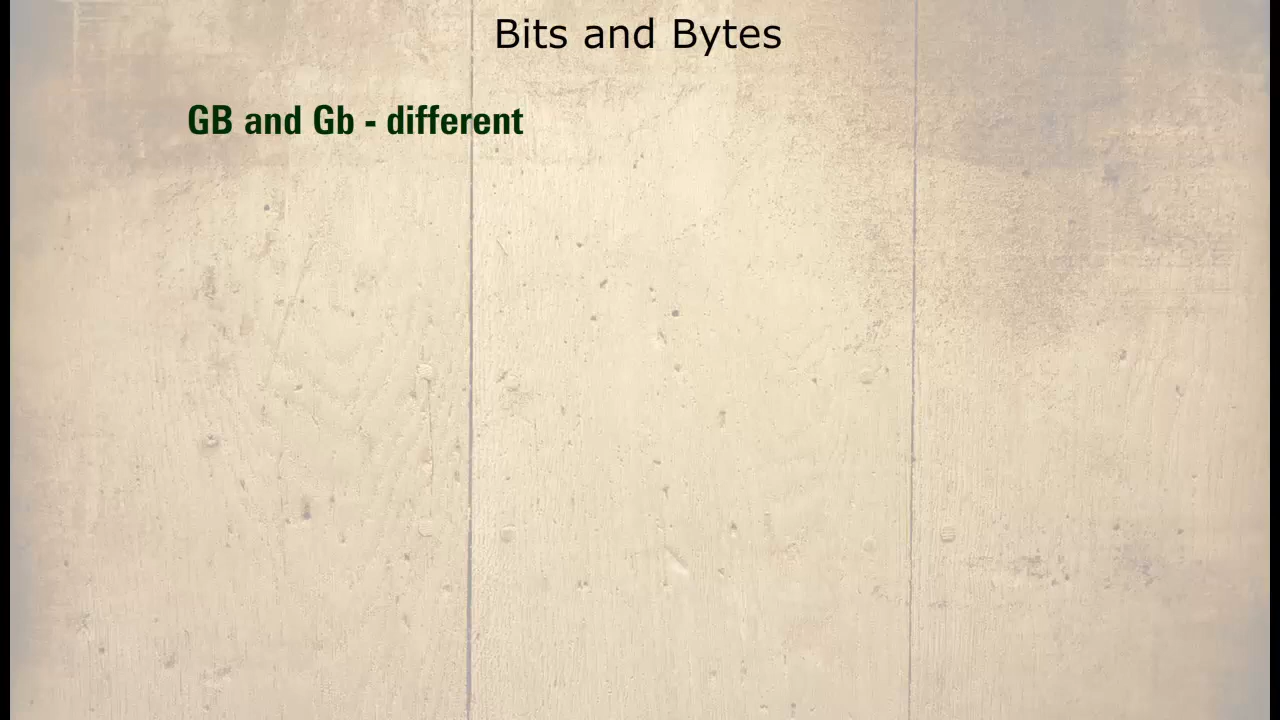 Bits and Bytes
GB and Gb - different